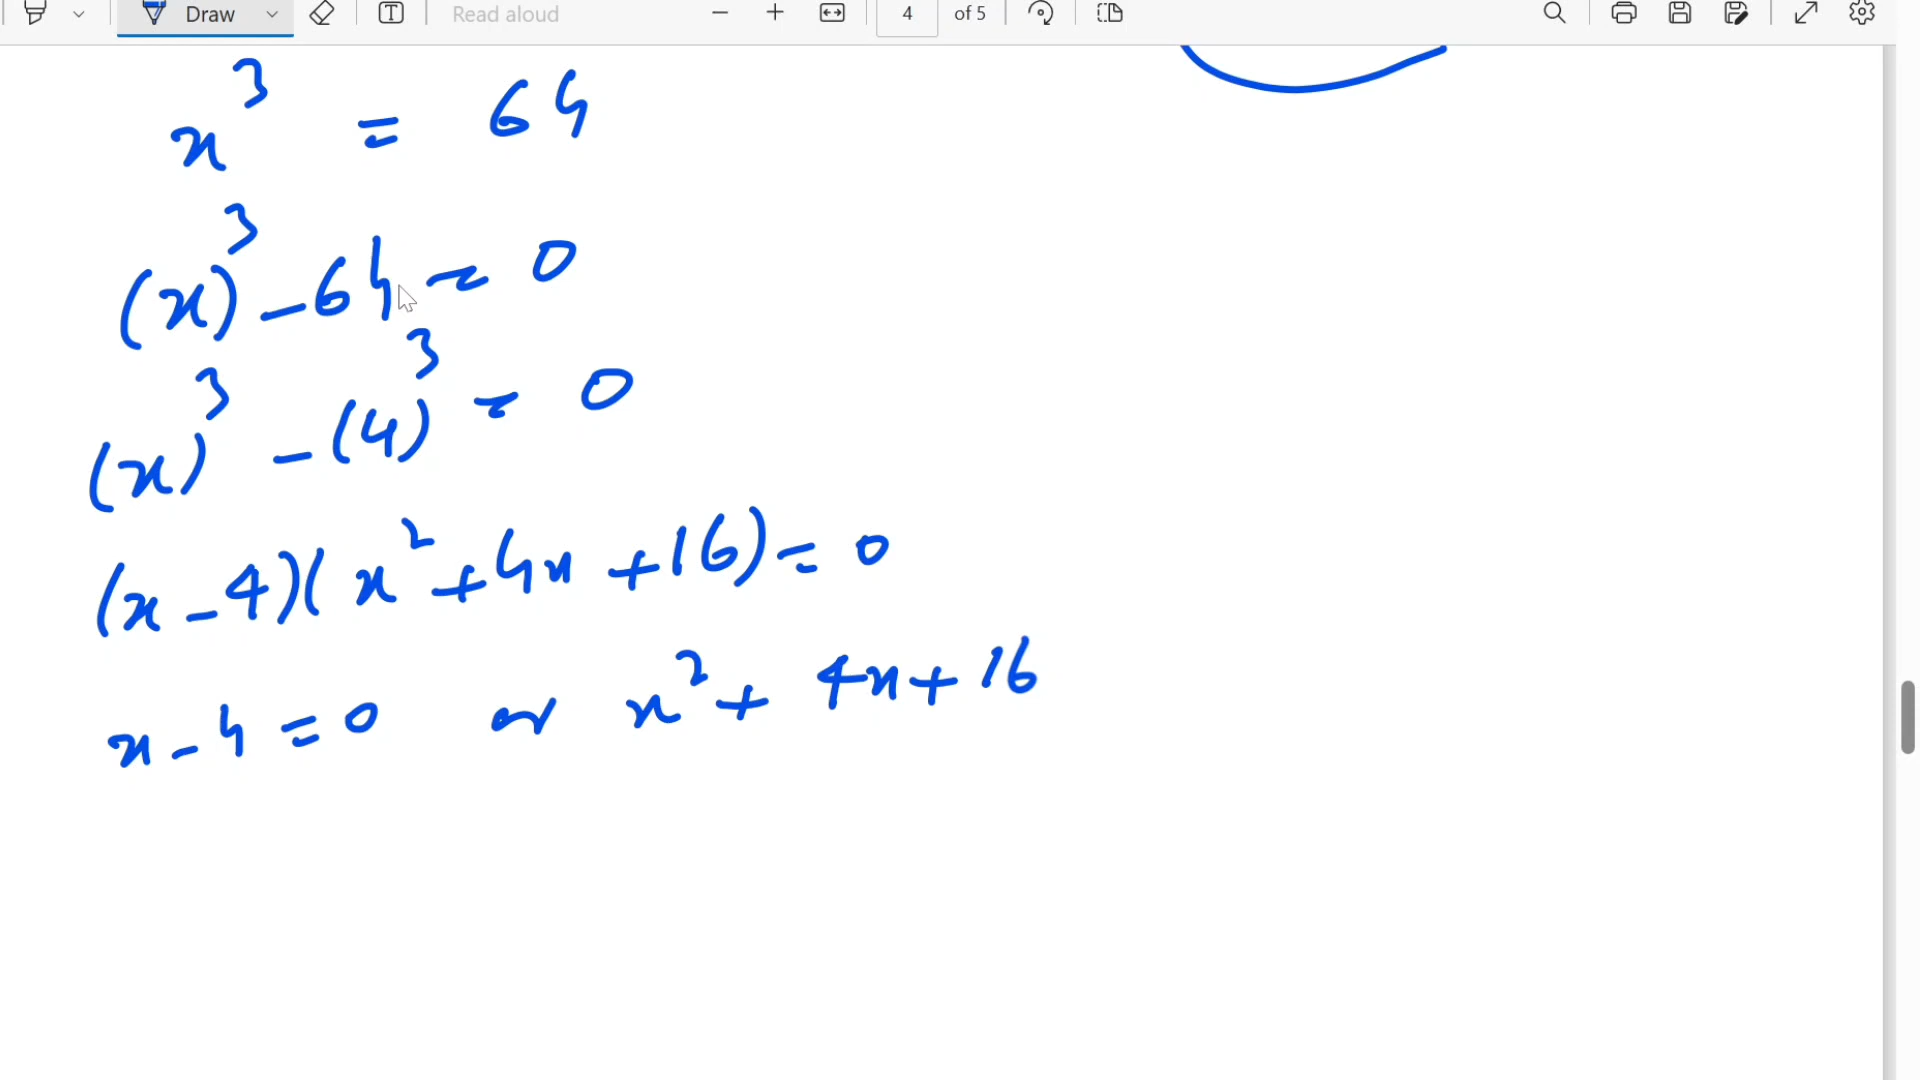 Draw Read aloud 4 of 5
x³ = 64
(x)³ - 64 = 0
(x)³ - (4)³ = 0
(x - 4)(x² + 4x + 16) = 0
x - 4 = 0 or x² + 4x + 16